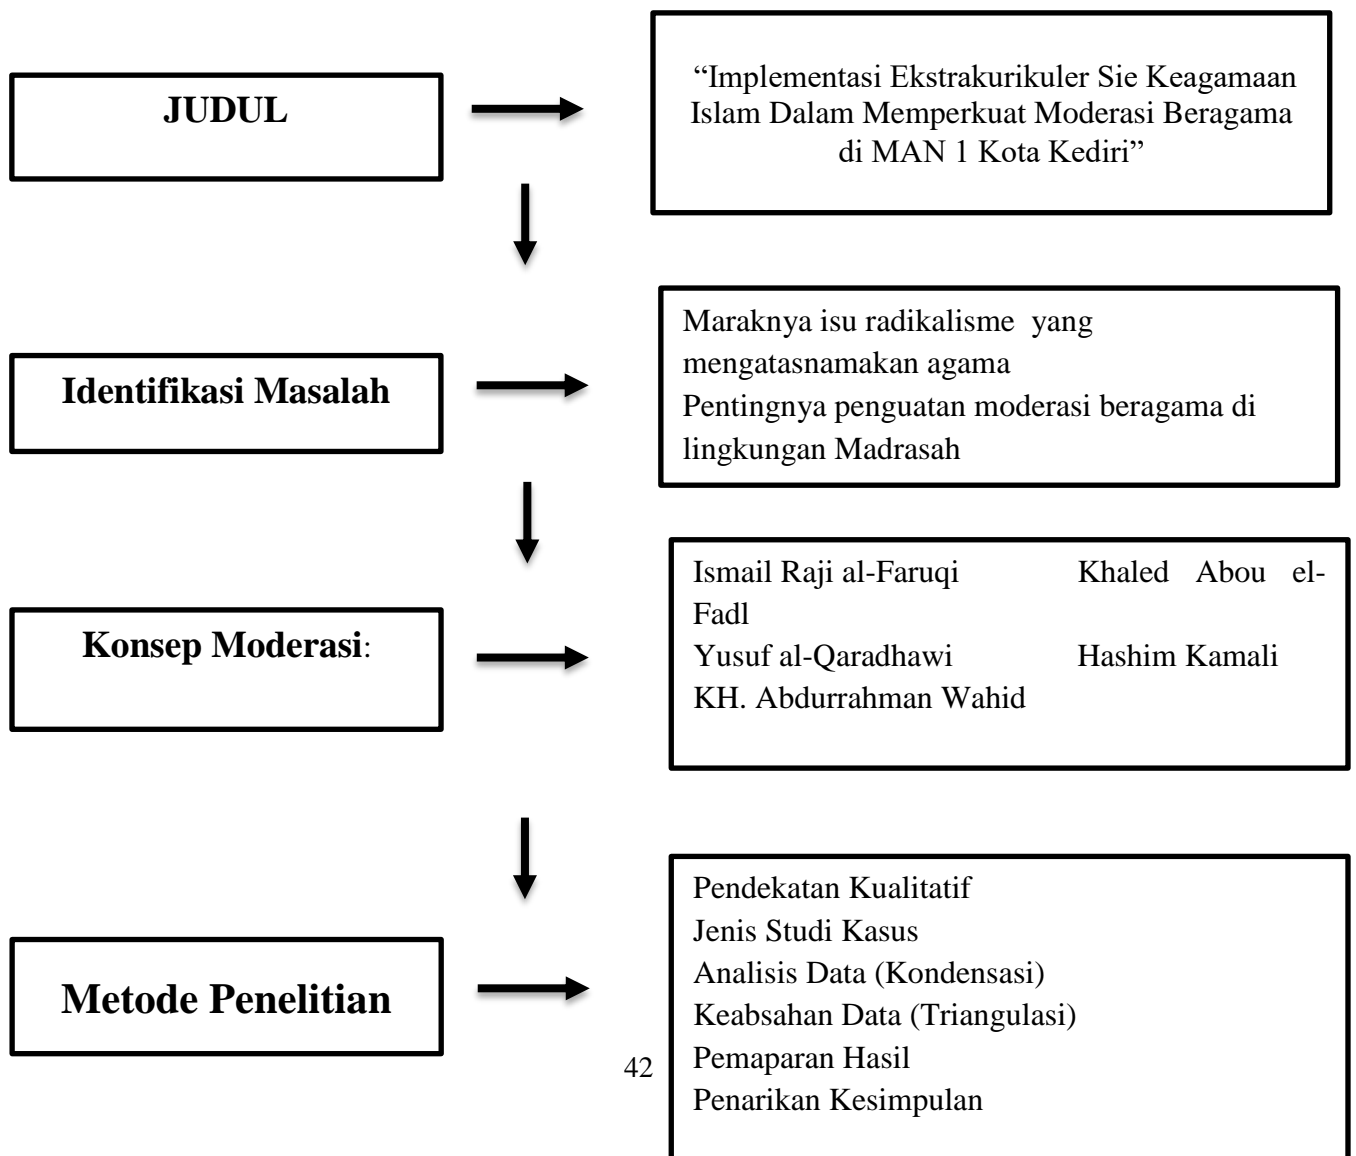 JUDUL
“Implementasi Ekstrakurikuler Sie Keagamaan
Islam Dalam Memperkuat Moderasi Beragama
di MAN 1 Kota Kediri”
Identifikasi Masalah
Maraknya isu radikalisme yang
mengatasnamakan agama
Pentingnya penguatan moderasi beragama di
lingkungan Madrasah
Konsep Moderasi:
Ismail Raji al-Faruqi Khaled Abou el-
Fadl
Yusuf al-Qaradhawi Hashim Kamali
KH. Abdurrahman Wahid
Metode Penelitian
Pendekatan Kualitatif
Jenis Studi Kasus
Analisis Data (Kondensasi)
Keabsahan Data (Triangulasi)
Pemaparan Hasil
Penarikan Kesimpulan
42